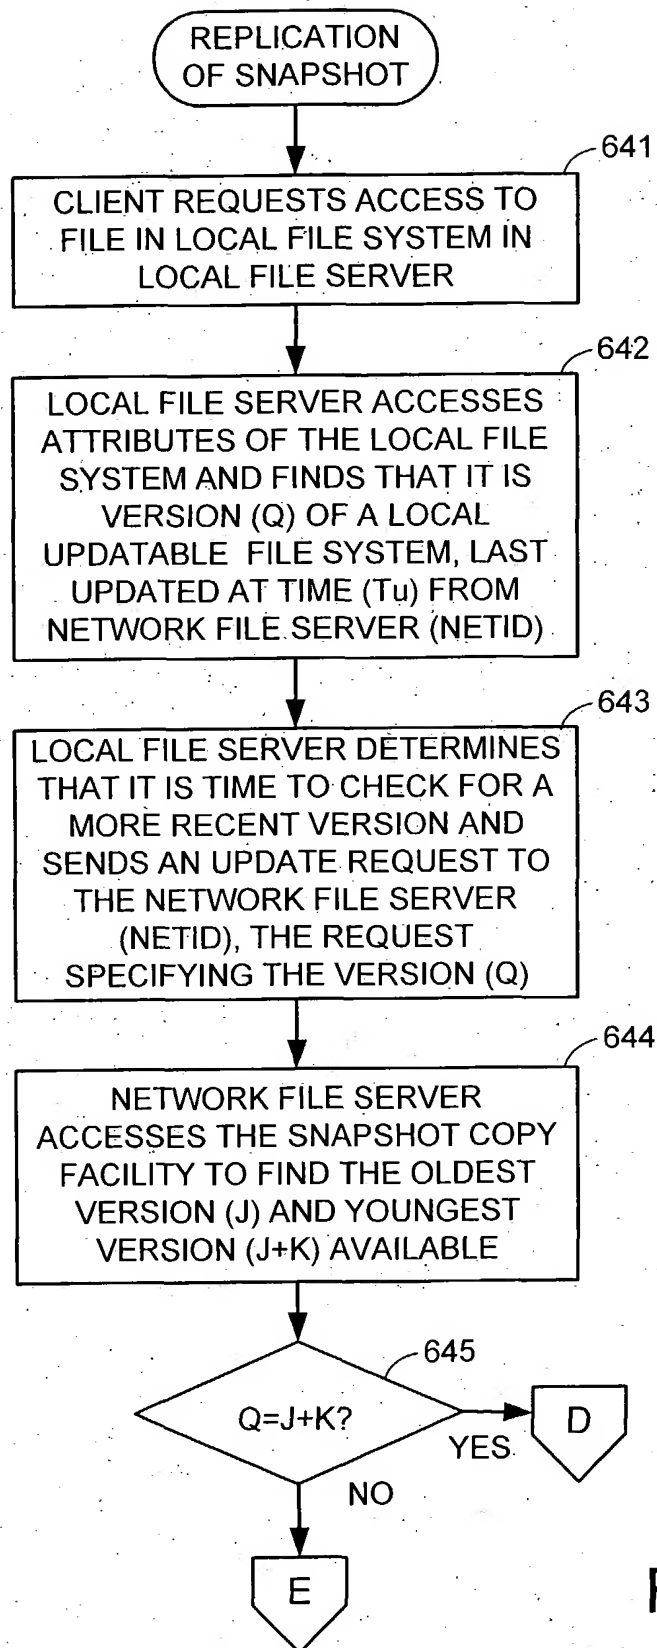 REPLICATION
OF SNAPSHOT
641
CLIENT REQUESTS ACCESS TO
FILE IN LOCAL FILE SYSTEM IN
LOCAL FILE SERVER
642
LOCAL FILE SERVER ACCESSES
ATTRIBUTES OF THE LOCAL FILE
SYSTEM AND FINDS THAT IT IS
VERSION (Q) OF A LOCAL
UPDATABLE FILE SYSTEM, LAST
UPDATED AT TIME (Tu) FROM
NETWORK FILE SERVER (NETID)
643
LOCAL FILE SERVER DETERMINES
THAT IT IS TIME TO CHECK FOR A
MORE RECENT VERSION AND
SENDS AN UPDATE REQUEST TO
THE NETWORK FILE SERVER
(NETID), THE REQUEST
SPECIFYING THE VERSION (Q)
644
NETWORK FILE SERVER
ACCESSES THE SNAPSHOT COPY
FACILITY TO FIND THE OLDEST
VERSION (J) AND YOUNGEST
VERSION (J+K) AVAILABLE
645
Q=J+K?
YES
D
NO
E